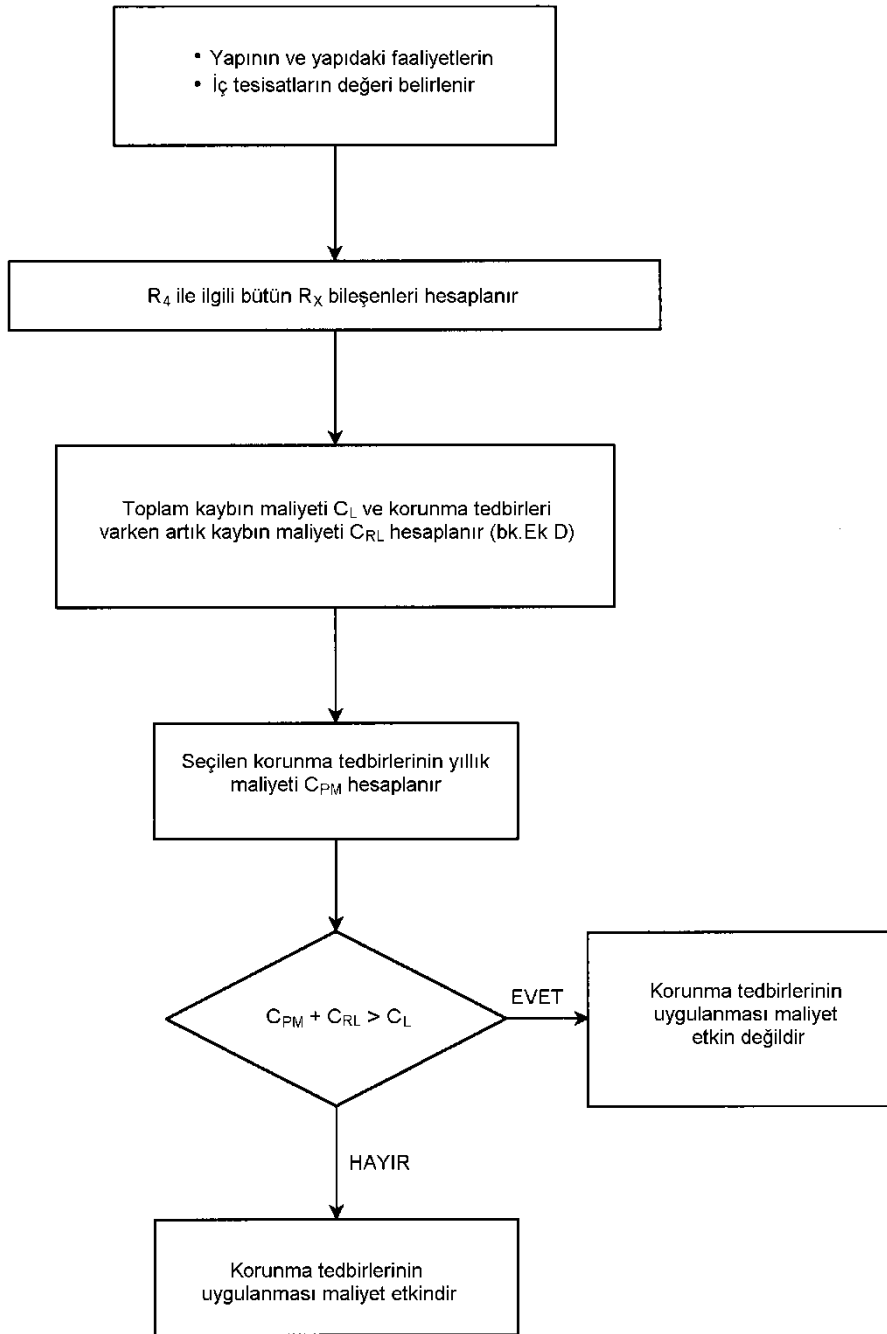 • Yapının ve yapıdaki faaliyetlerin
• İç tesisatların değeri belirlenir
R4 ile ilgili bütün RX bileşenleri hesaplanır
Toplam kaybın maliyeti CL ve korunma tedbirleri
varken artık kaybın maliyeti CRL hesaplanır (bk.Ek D)
Seçilen korunma tedbirlerinin yıllık
maliyeti CPM hesaplanır
CPM + CRL > CL
EVET
Korunma tedbirlerinin
uygulanması maliyet
etkin değildir
HAYIR
Korunma tedbirlerinin
uygulanması maliyet etkindir